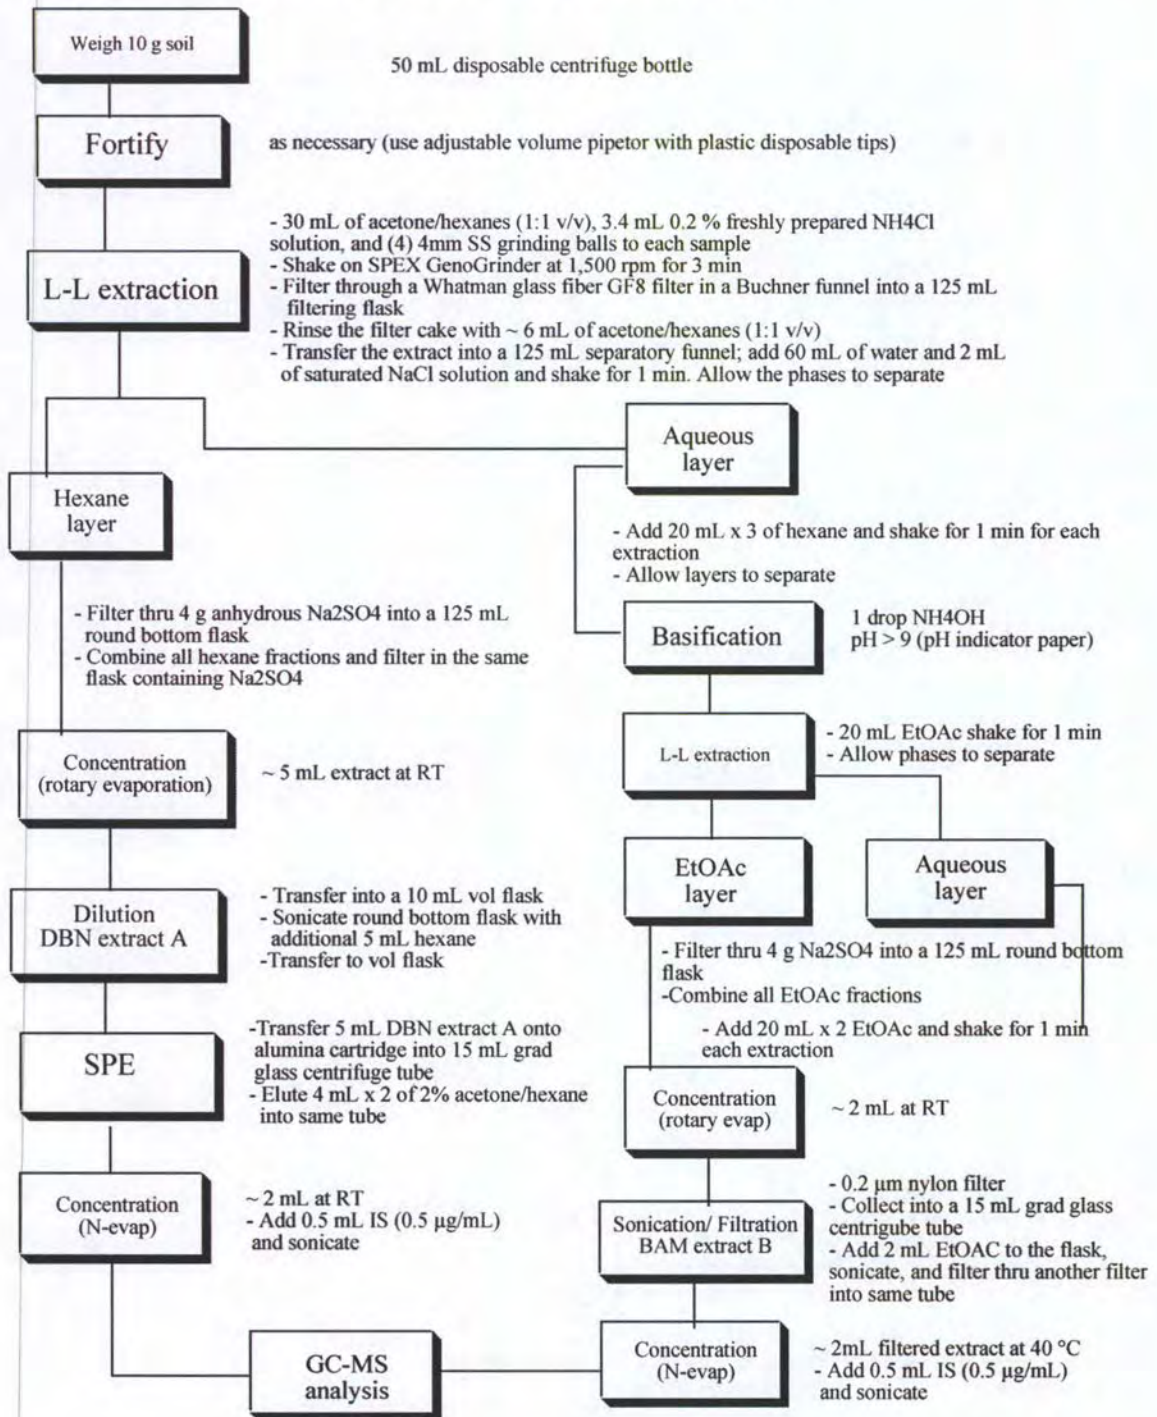 Weigh 10 g soil
50 mL disposable centrifuge bottle
Fortify
as necessary (use adjustable volume pipetor with plastic disposable tips)
L-L extraction
- 30 mL of acetone/hexanes (1:1 v/v), 3.4 mL 0.2 % freshly prepared NH4Cl
solution, and (4) 4mm SS grinding balls to each sample
- Shake on SPEX GenoGrinder at 1,500 rpm for 3 min
- Filter through a Whatman glass fiber GF8 filter in a Buchner funnel into a 125 mL
filtering flask
- Rinse the filter cake with ~ 6 mL of acetone/hexanes (1:1 v/v)
- Transfer the extract into a 125 mL separatory funnel; add 60 mL of water and 2 mL
of saturated NaCl solution and shake for 1 min. Allow the phases to separate
Aqueous
layer
Hexane
layer
- Add 20 mL x 3 of hexane and shake for 1 min for each
extraction
- Allow layers to separate
- Filter thru 4 g anhydrous Na2SO4 into a 125 mL
round bottom flask
- Combine all hexane fractions and filter in the same
flask containing Na2SO4
Basification
1 drop NH4OH
pH > 9 (pH indicator paper)
L-L extraction
- 20 mL EtOAc shake for 1 min
- Allow phases to separate
Concentration
(rotary evaporation)
~ 5 mL extract at RT
EtOAc
layer
Aqueous
layer
Dilution
DBN extract A
- Transfer into a 10 mL vol flask
- Sonicate round bottom flask with
additional 5 mL hexane
-Transfer to vol flask
- Filter thru 4 g Na2SO4 into a 125 mL round bottom
flask
-Combine all EtOAc fractions
- Add 20 mL x 2 EtOAc and shake for 1 min
each extraction
SPE
-Transfer 5 mL DBN extract A onto
alumina cartridge into 15 mL grad
glass centrifuge tube
- Elute 4 mL x 2 of 2% acetone/hexane
into same tube
Concentration
(rotary evap)
~ 2 mL at RT
Concentration
(N-evap)
~ 2 mL at RT
- Add 0.5 mL IS (0.5 µg/mL)
and sonicate
Sonication/ Filtration
BAM extract B
- 0.2 µm nylon filter
- Collect into a 15 mL grad glass
centrigube tube
- Add 2 mL EtOAC to the flask,
sonicate, and filter thru another filter
into same tube
GC-MS
analysis
Concentration
(N-evap)
~ 2mL filtered extract at 40 °C
- Add 0.5 mL IS (0.5 µg/mL)
and sonicate